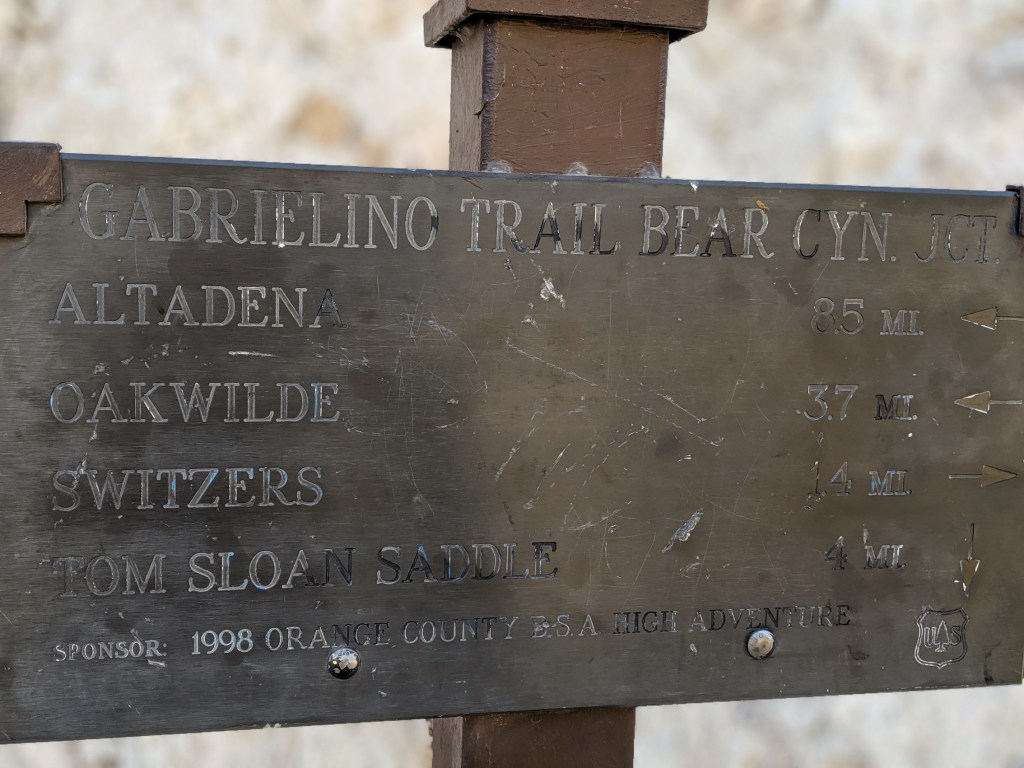 GABRIELINO TRAIL BEAR CYN. JCT.
ALTADENA 8.5 MI. ←
OAKWILDE 3.7 MI. ←
SWITZERS 1.4 MI. →
TOM SLOAN SADDLE 4 MI. ↓
SPONSOR: 1998 ORANGE COUNTY B.S.A. HIGH ADVENTURE
UAS